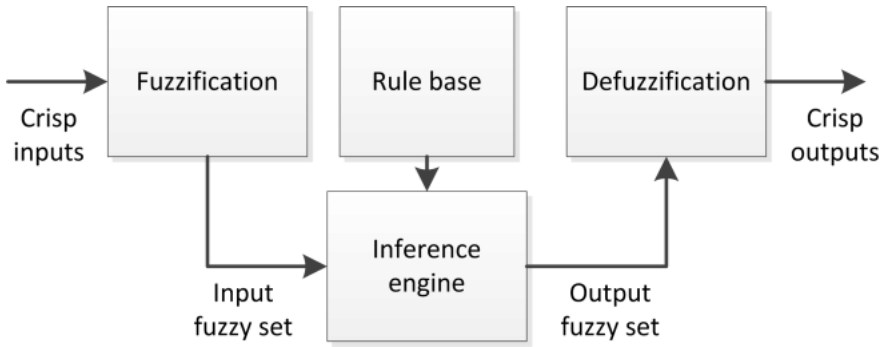 Fuzzification
Rule base
Defuzzification
Crisp
inputs
Crisp
outputs
Inference
engine
Input
fuzzy set
Output
fuzzy set